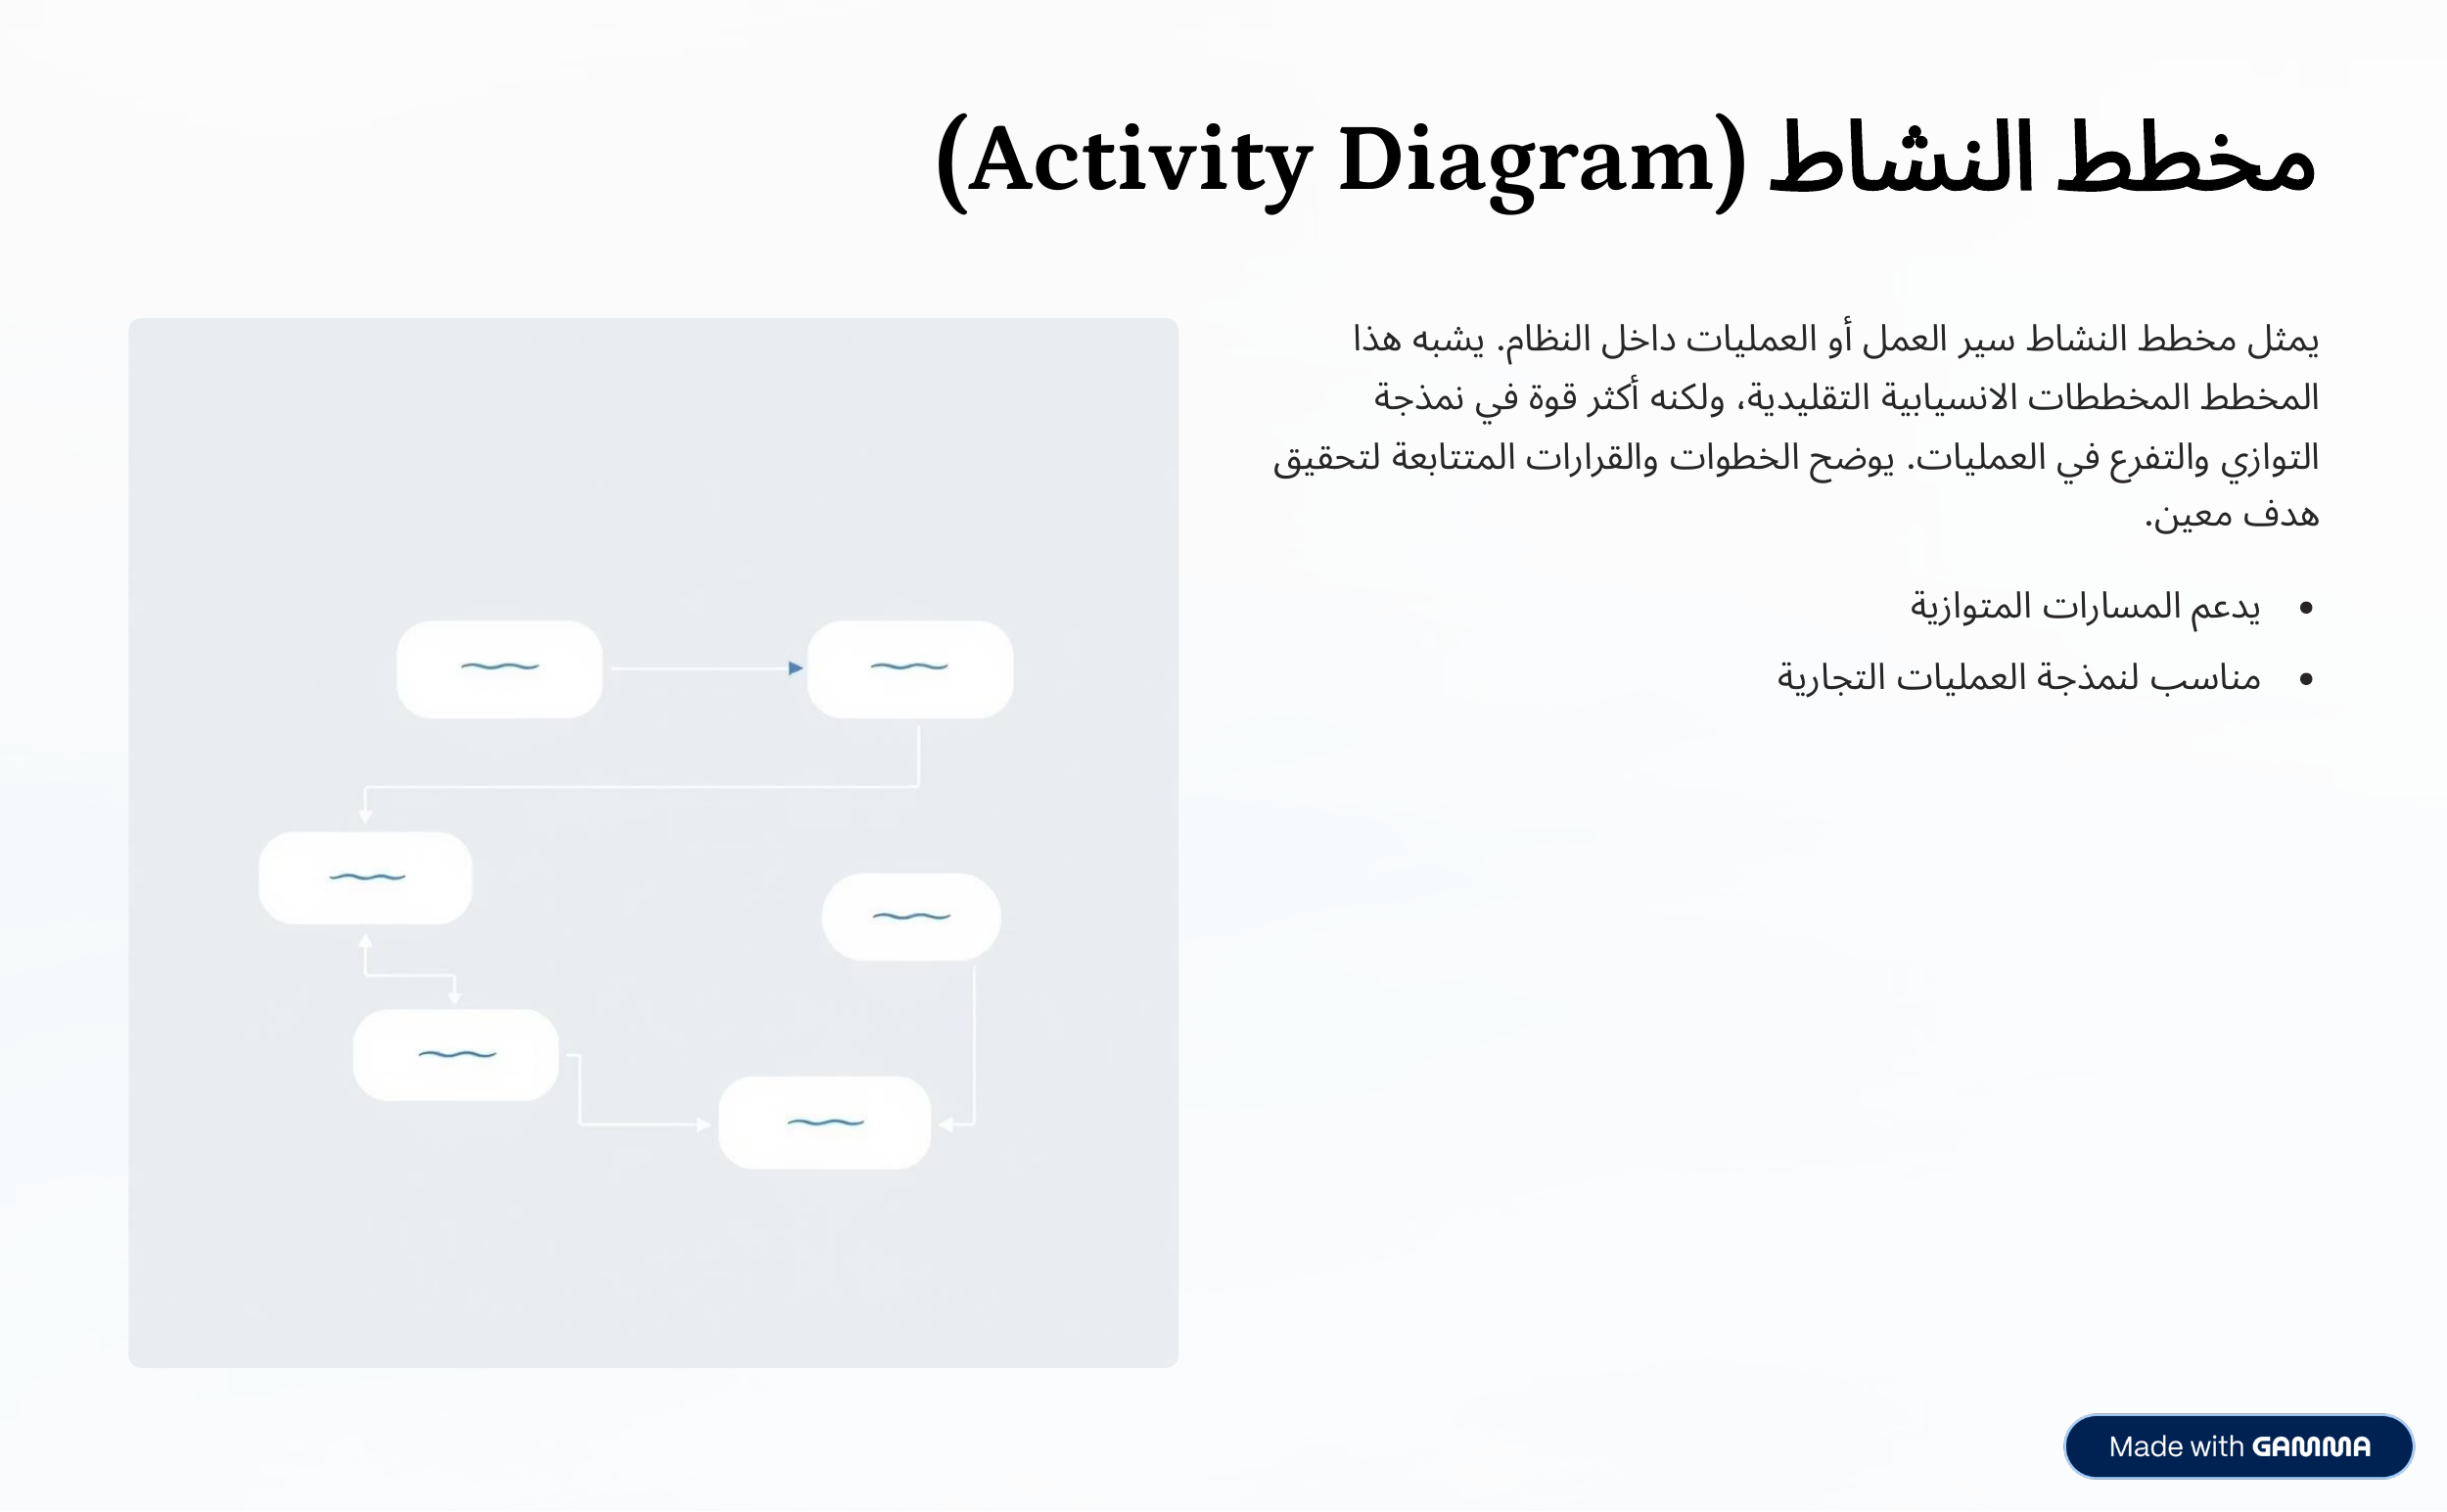 مخطط النشاط (Activity Diagram)
يمثل مخطط النشاط سير العمل أو العمليات داخل النظام. يشبه هذا
المخطط المخططات الانسيابية التقليدية، ولكنه أكثر قوة في نمذجة
التوازي والتفرع في العمليات. يوضح الخطوات والقرارات المتتابعة لتحقيق
هدف معين.
• يدعم المسارات المتوازية
• مناسب لنمذجة العمليات التجارية
Made with GAMMA